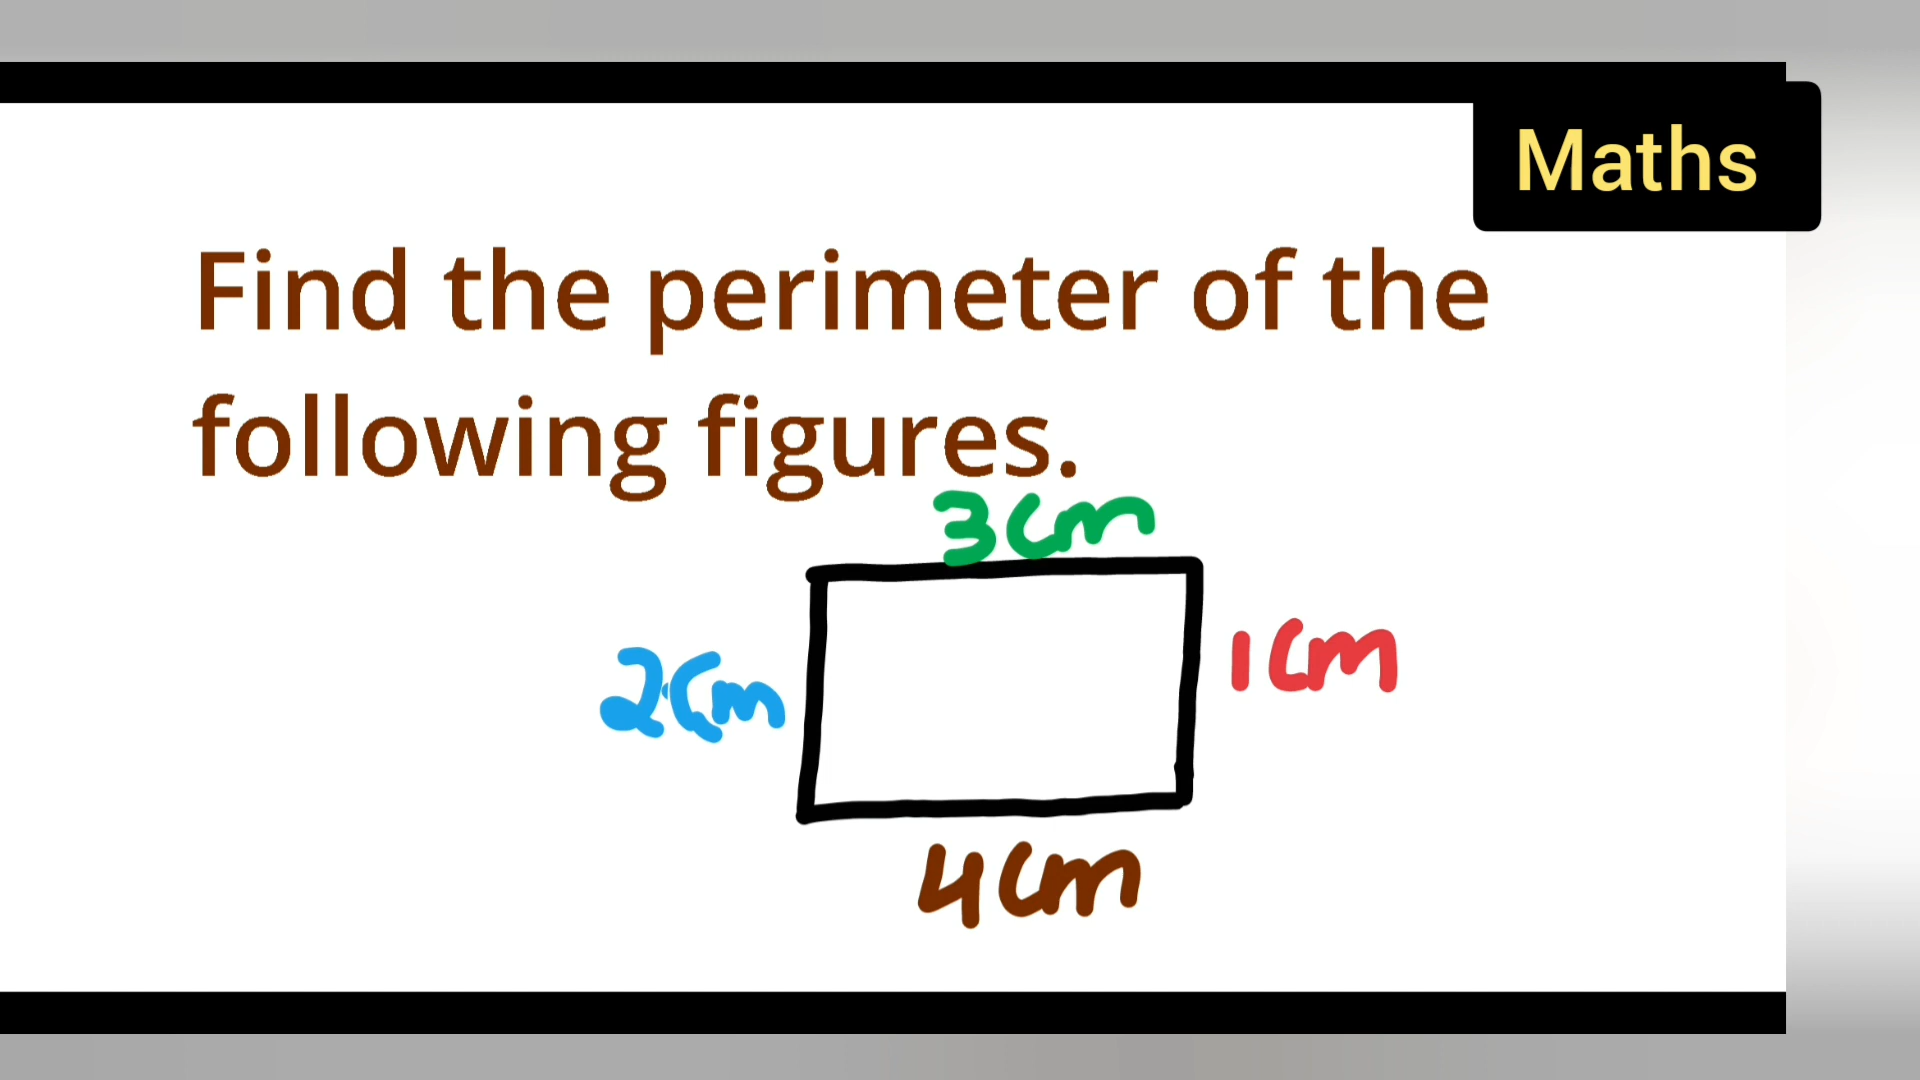 Maths
Find the perimeter of the
following figures.
3cm
2cm
1cm
4cm